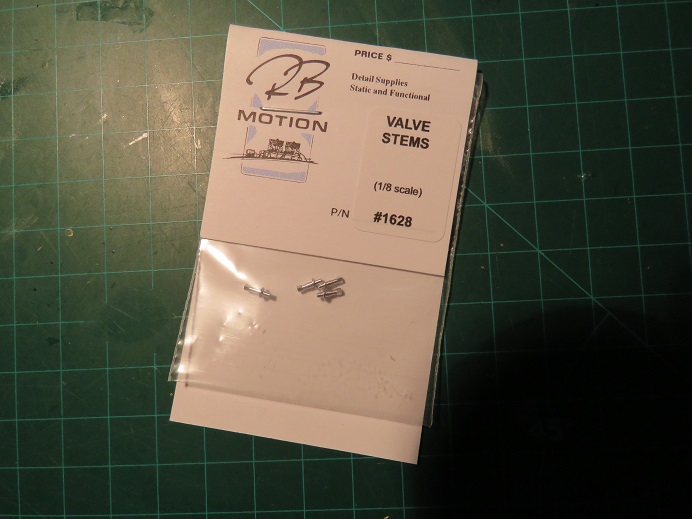 PRICE $
RB
MOTION
Detail Supplies
Static and Functional
VALVE
STEMS
(1/8 scale)
P/N #1628